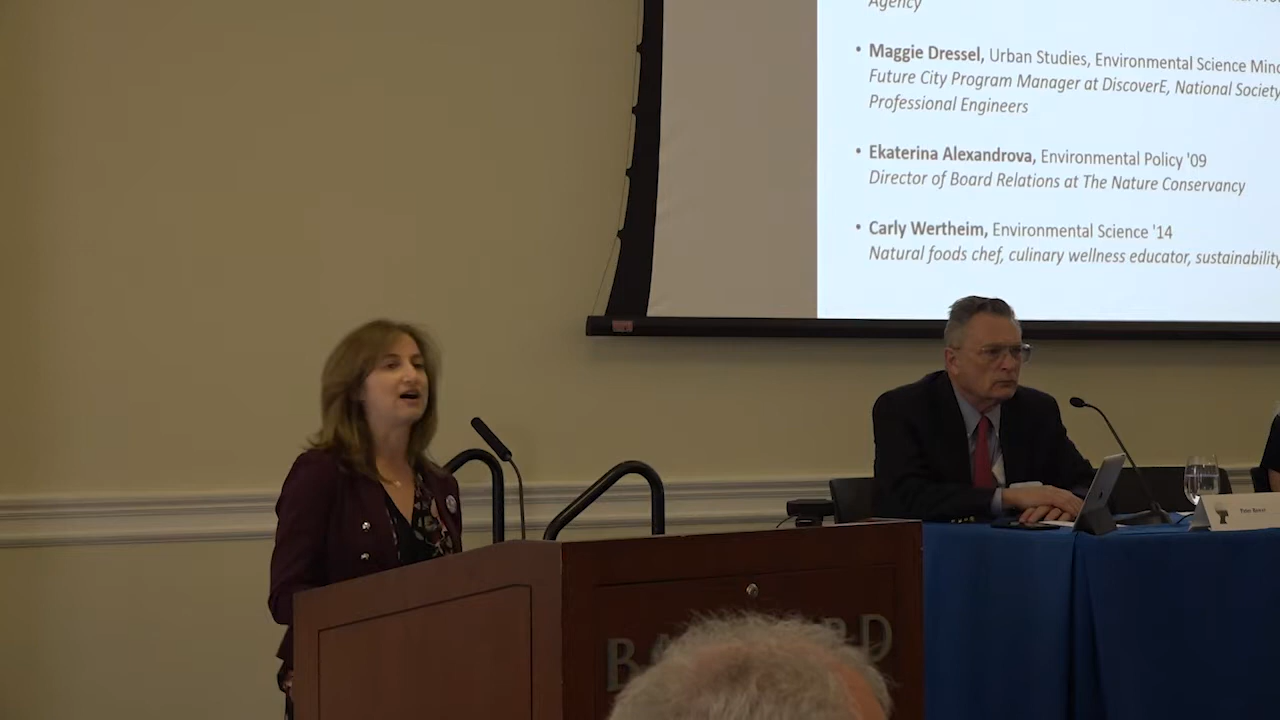 Agency
• Maggie Dressel, Urban Studies, Environmental Science
Future City Program Manager at DiscoverE, National Society
Professional Engineers
• Ekaterina Alexandrova, Environmental Policy '09
Director of Board Relations at The Nature Conservancy
• Carly Wertheim, Environmental Science '14
Natural foods chef, culinary wellness educator, sustainability